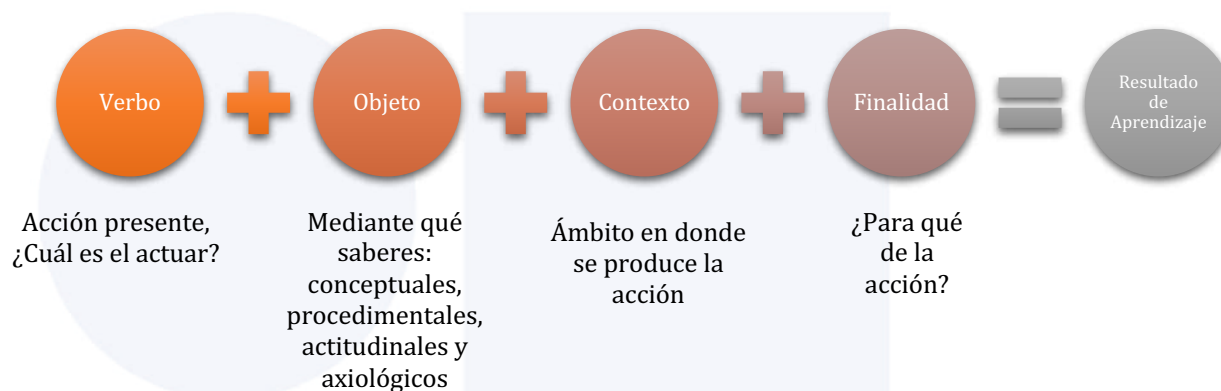 Verbo
Objeto
Contexto
Finalidad
Resultado
de
Aprendizaje
Acción presente,
¿Cuál es el actuar?
Mediante qué
saberes:
conceptuales,
procedimentales,
actitudinales y
axiológicos
Ámbito en donde
se produce la
acción
¿Para qué
de la
acción?